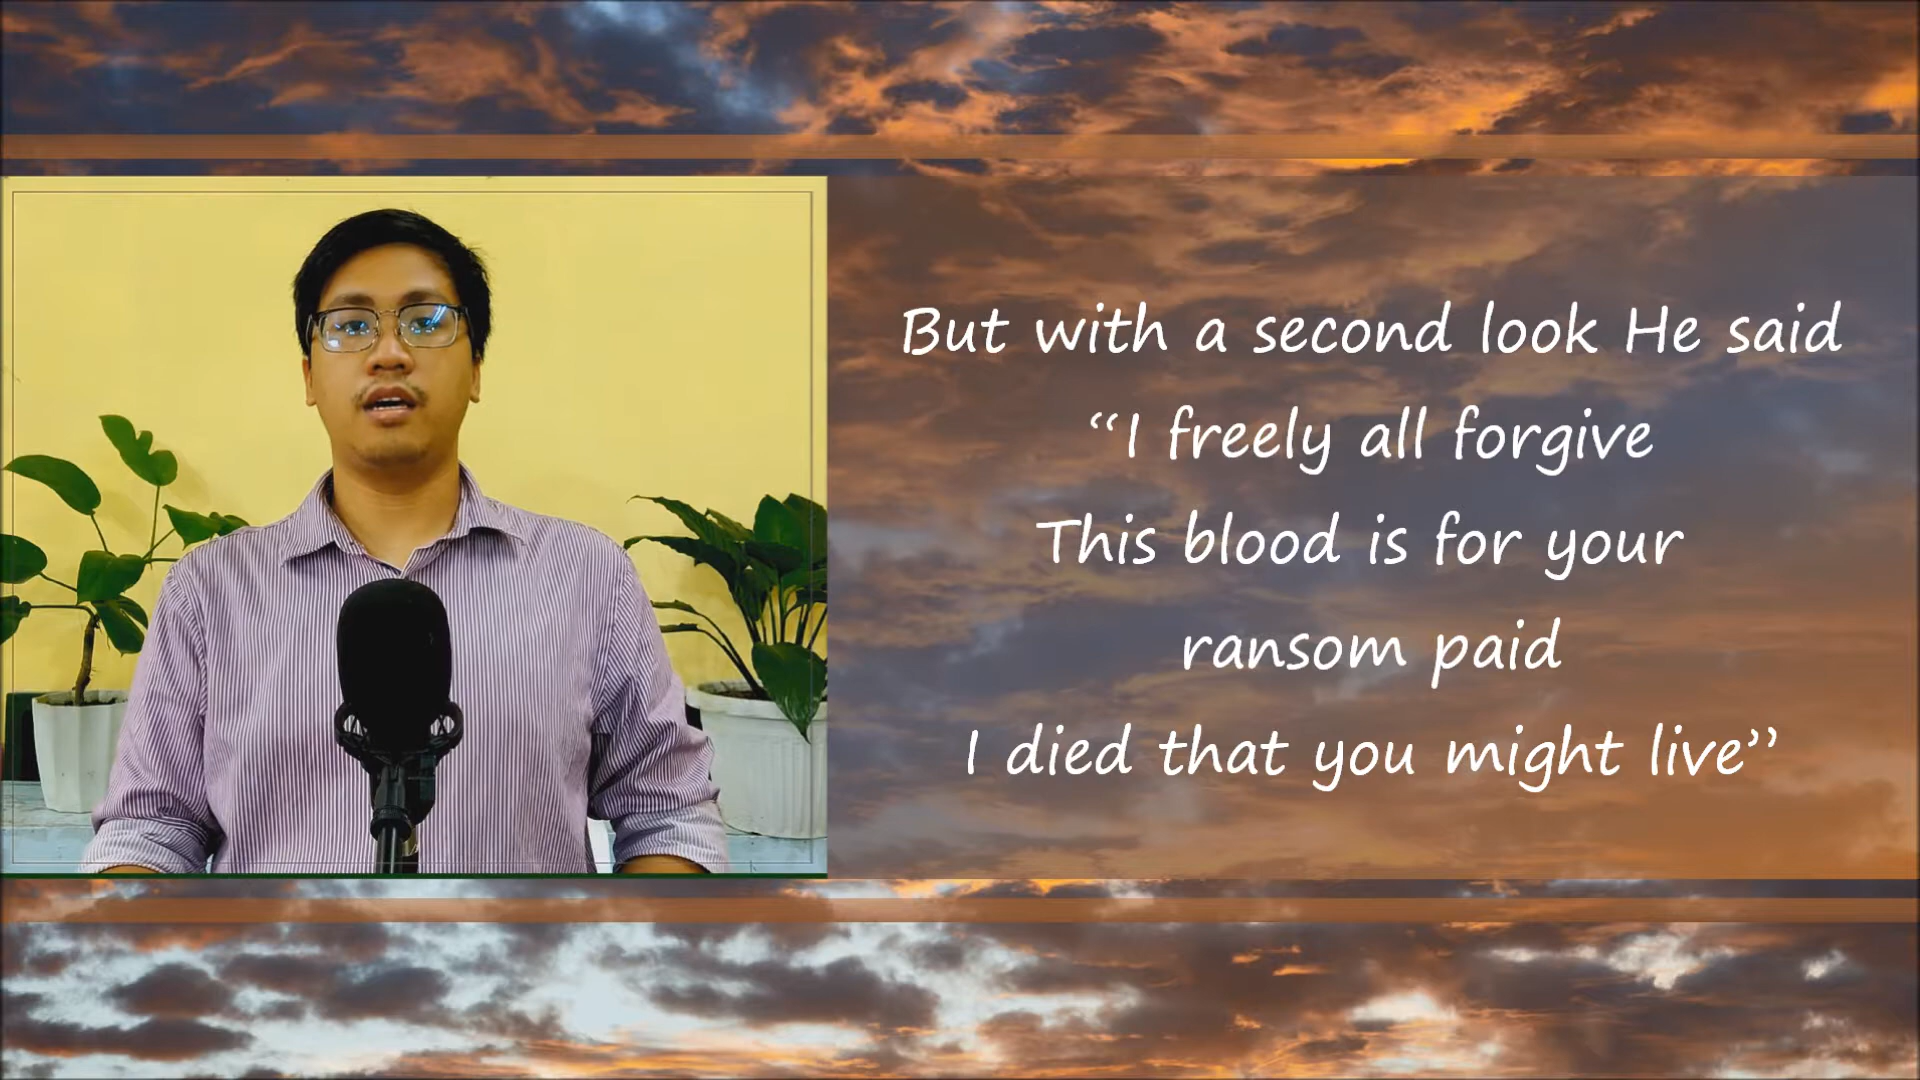 But with a second look He said
“I freely all forgive
This blood is for your
ransom paid
I died that you might live”